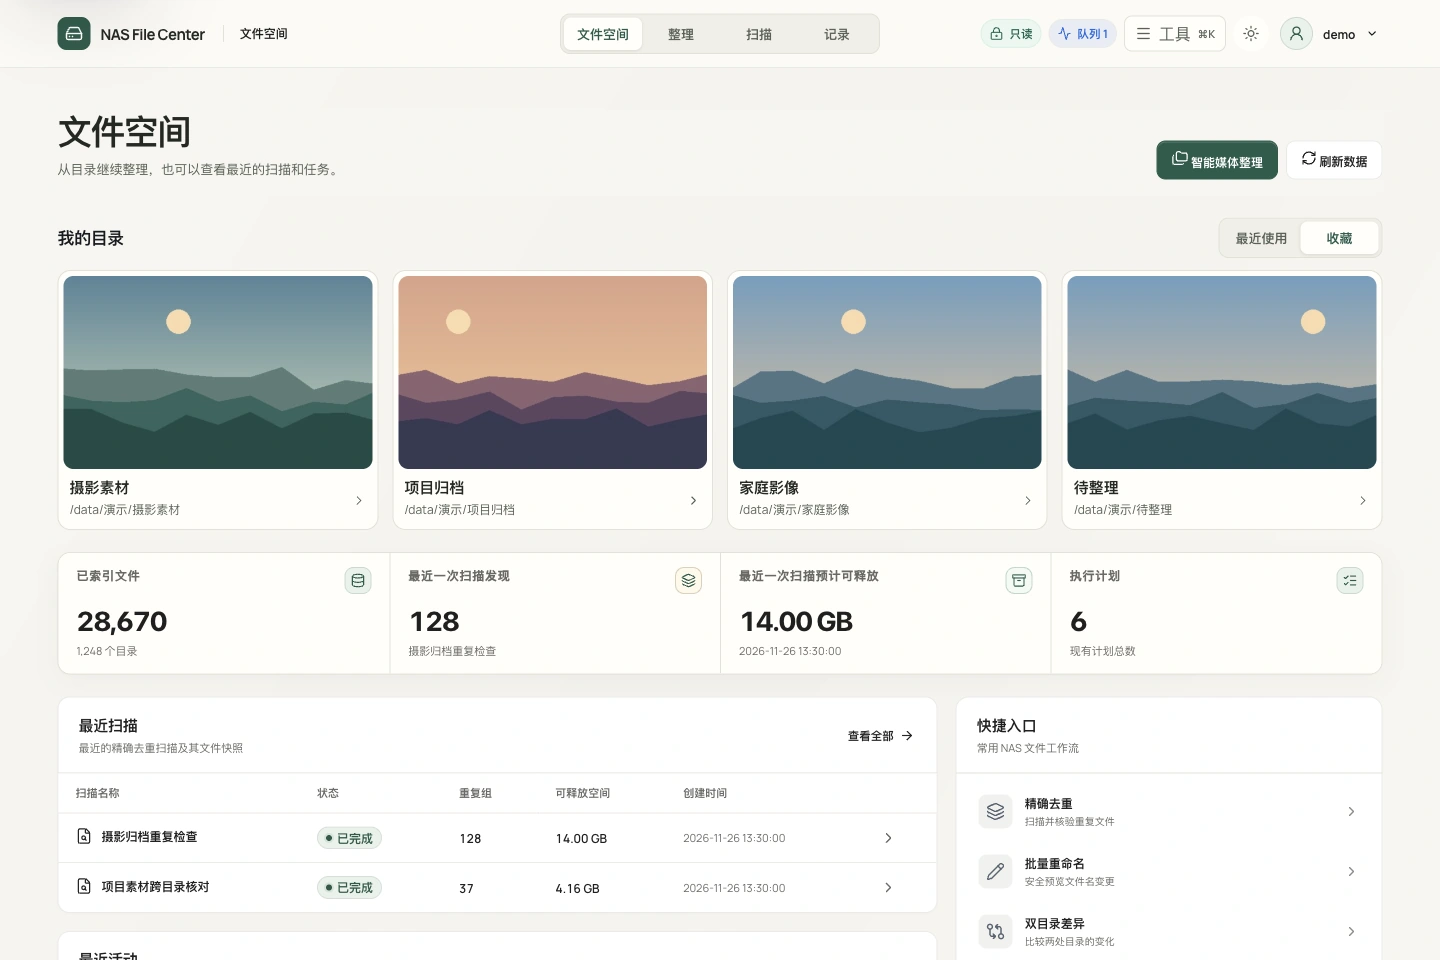 NAS File Center
文件空间
文件空间
整理
扫描
记录
只读
队列 1
工具 ⌘K
demo
文件空间
从目录继续整理，也可以查看最近的扫描和任务。
智能媒体整理
刷新数据
我的目录
最近使用
收藏
摄影素材
/data/演示/摄影素材
项目归档
/data/演示/项目归档
家庭影像
/data/演示/家庭影像
待整理
/data/演示/待整理
已索引文件
28,670
1,248 个目录
最近一次扫描发现
128
摄影归档重复检查
最近一次扫描预计可释放
14.00 GB
2026-11-26 13:30:00
执行计划
6
现有计划总数
最近扫描
最近的精确去重扫描及其文件快照
查看全部
扫描名称 状态 重复组 可释放空间 创建时间
摄影归档重复检查 已完成 128 14.00 GB 2026-11-26 13:30:00
项目素材跨目录核对 已完成 37 4.16 GB 2026-11-26 13:30:00
最近活动
快捷入口
常用 NAS 文件工作流
精确去重
扫描并核验重复文件
批量重命名
安全预览文件名变更
双目录差异
比较两处目录的变化